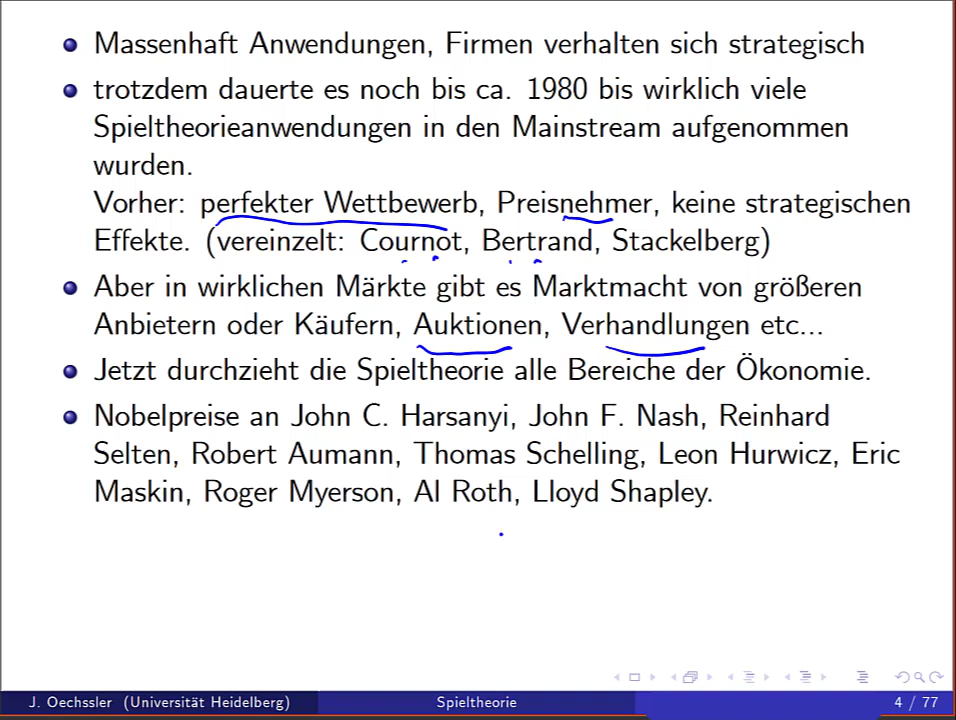 Massenhaft Anwendungen, Firmen verhalten sich strategisch
trotzdem dauerte es noch bis ca. 1980 bis wirklich viele
Spieltheorieanwendungen in den Mainstream aufgenommen
wurden.
Vorher: perfekter Wettbewerb, Preisnehmer, keine strategischen
Effekte. (vereinzelt: Cournot, Bertrand, Stackelberg)
Aber in wirklichen Märkte gibt es Marktmacht von größeren
Anbietern oder Käufern, Auktionen, Verhandlungen etc...
Jetzt durchzieht die Spieltheorie alle Bereiche der Ökonomie.
Nobelpreise an John C. Harsanyi, John F. Nash, Reinhard
Selten, Robert Aumann, Thomas Schelling, Leon Hurwicz, Eric
Maskin, Roger Myerson, Al Roth, Lloyd Shapley.
J. Oechssler (Universität Heidelberg) Spieltheorie 4 / 77